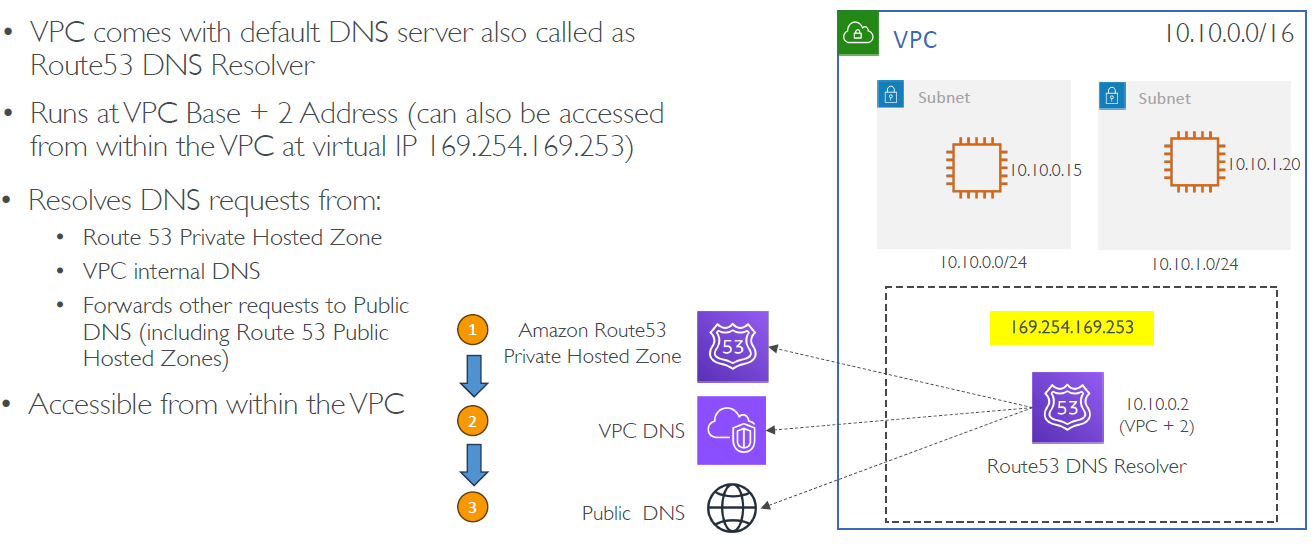 • VPC comes with default DNS server also called as
Route53 DNS Resolver
• Runs at VPC Base + 2 Address (can also be accessed
from within the VPC at virtual IP 169.254.169.253)
• Resolves DNS requests from:
• Route 53 Private Hosted Zone
• VPC internal DNS
• Forwards other requests to Public
DNS (including Route 53 Public
Hosted Zones)
• Accessible from within the VPC
1
Amazon Route53
Private Hosted Zone
53
2
VPC DNS
3
Public DNS
VPC
10.10.0.0/16
Subnet
10.10.0.15
10.10.0.0/24
Subnet
10.10.1.20
10.10.1.0/24
169.254.169.253
53
10.10.0.2
(VPC + 2)
Route53 DNS Resolver